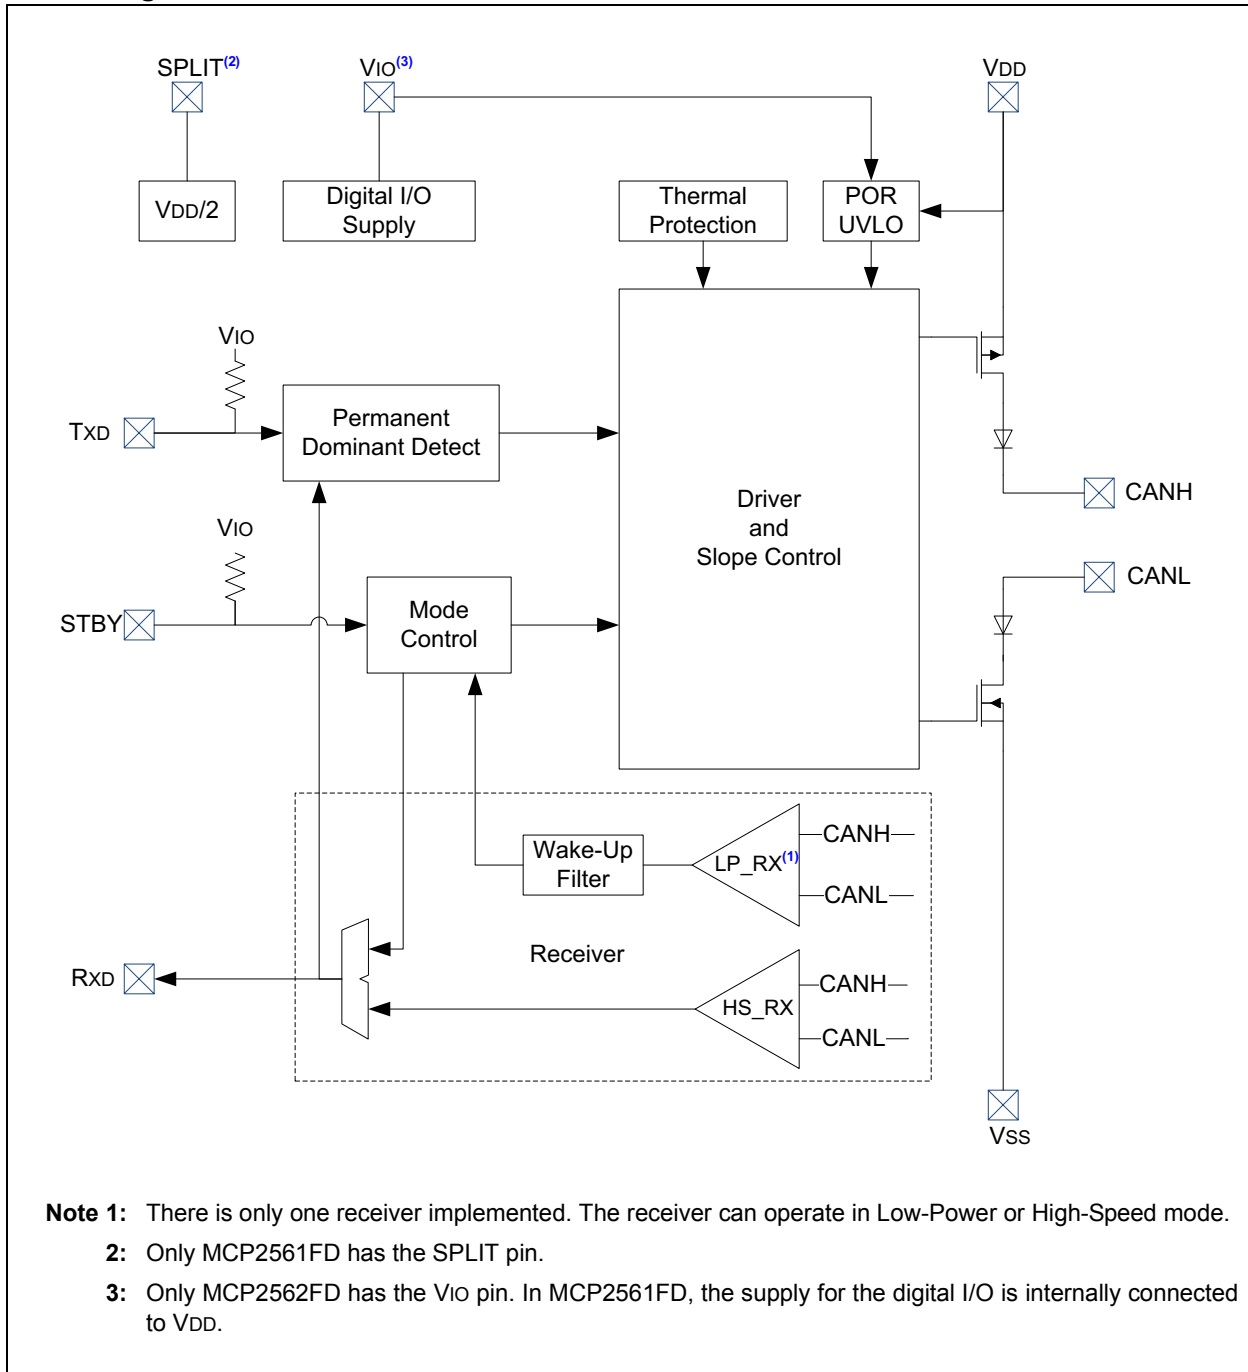 SPLIT(2)
VIO(3)
VDD
VDD/2
Digital I/O
Supply
Thermal
Protection
POR
UVLO
VIO
TXD
Permanent
Dominant Detect
Driver
and
Slope Control
CANH
VIO
STBY
Mode
Control
CANL
Wake-Up
Filter
LP_RX(1)
CANH
CANL
Receiver
RXD
HS_RX
CANH
CANL
VSS
Note 1: There is only one receiver implemented. The receiver can operate in Low-Power or High-Speed mode.
2: Only MCP2561FD has the SPLIT pin.
3: Only MCP2562FD has the VIO pin. In MCP2561FD, the supply for the digital I/O is internally connected
to VDD.